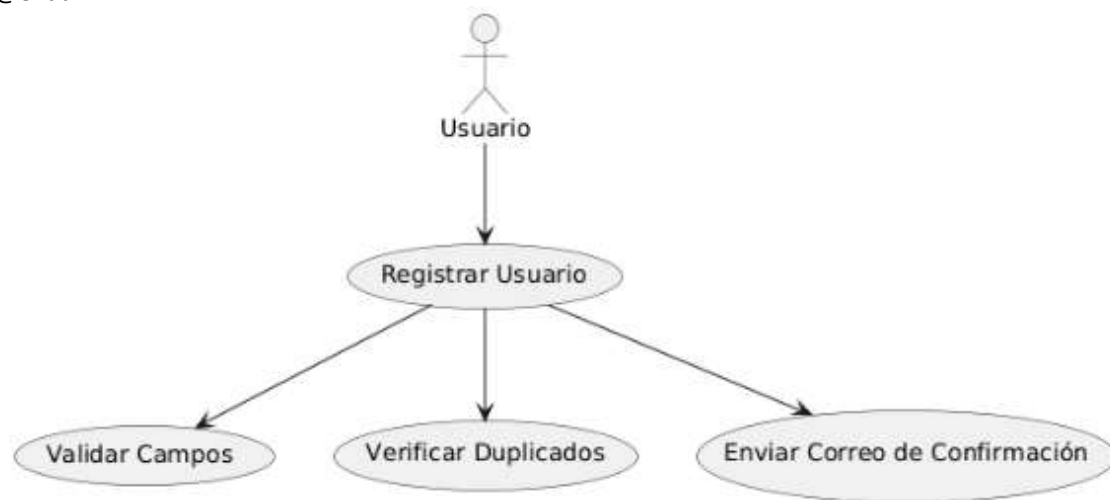 Usuario
Registrar Usuario
Validar Campos
Verificar Duplicados
Enviar Correo de Confirmación